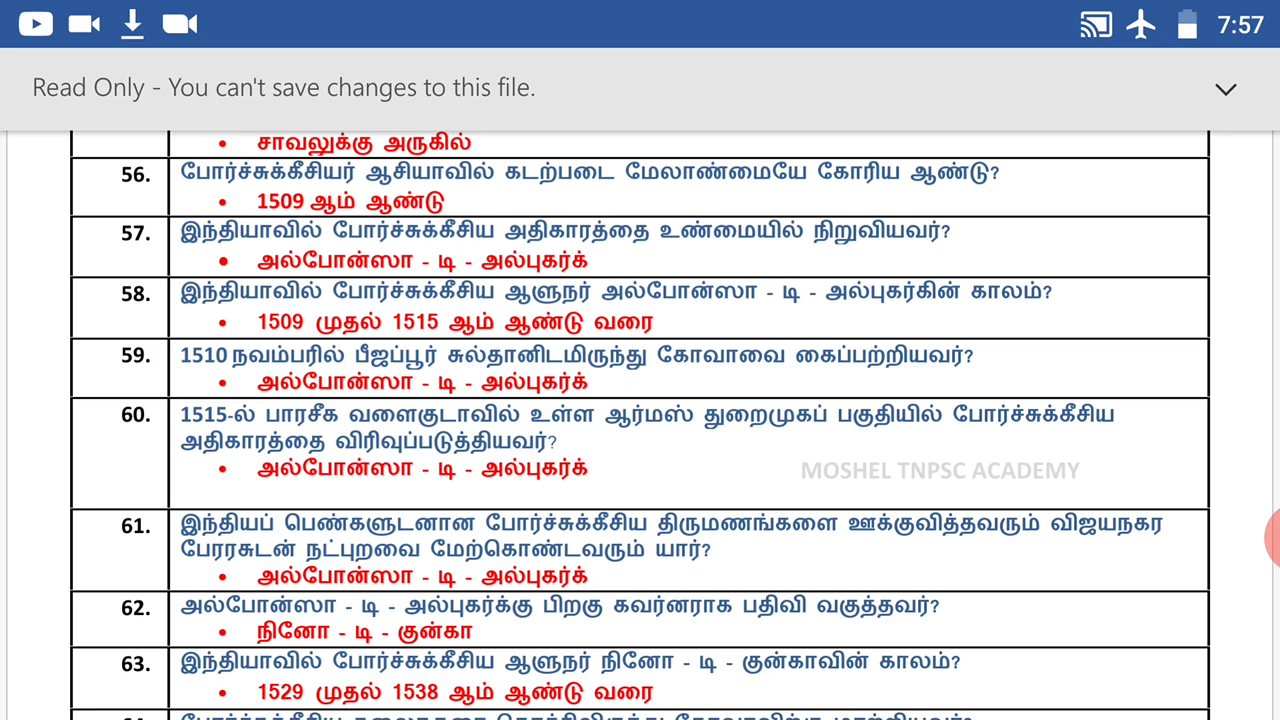 7:57
Read Only - You can't save changes to this file.
• சாவலுக்கு அருகில்
56. போர்ச்சுக்கீசியர் ஆசியாவில் கடற்படை மேலாண்மையே கோரிய ஆண்டு?
• 1509 ஆம் ஆண்டு
57. இந்தியாவில் போர்ச்சுக்கீசிய அதிகாரத்தை உண்மையில் நிறுவியவர்?
• அல்போன்ஸா - டி - அல்புகர்க்
58. இந்தியாவில் போர்ச்சுக்கீசிய ஆளுநர் அல்போன்ஸா - டி - அல்புகர்கின் காலம்?
• 1509 முதல் 1515 ஆம் ஆண்டு வரை
59. 1510 நவம்பரில் பீஜப்பூர் சுல்தானிடமிருந்து கோவாவை கைப்பற்றியவர்?
• அல்போன்ஸா - டி - அல்புகர்க்
60. 1515-ல் பாரசீக வளைகுடாவில் உள்ள ஆர்மஸ் துறைமுகப் பகுதியில் போர்ச்சுக்கீசிய
அதிகாரத்தை விரிவுப்படுத்தியவர்?
• அல்போன்ஸா - டி - அல்புகர்க்
MOSHEL TNPSC ACADEMY
61. இந்தியப் பெண்களுடனான போர்ச்சுக்கீசிய திருமணங்களை ஊக்குவித்தவரும் விஜயநகர
பேரரசுடன் நட்புறவை மேற்கொண்டவரும் யார்?
• அல்போன்ஸா - டி - அல்புகர்க்
62. அல்போன்ஸா - டி - அல்புகர்க்கு பிறகு கவர்னராக பதிவி வகுத்தவர்?
• நினோ - டி - குன்கா
63. இந்தியாவில் போர்ச்சுக்கீசிய ஆளுநர் நினோ - டி - குன்காவின் காலம்?
• 1529 முதல் 1538 ஆம் ஆண்டு வரை